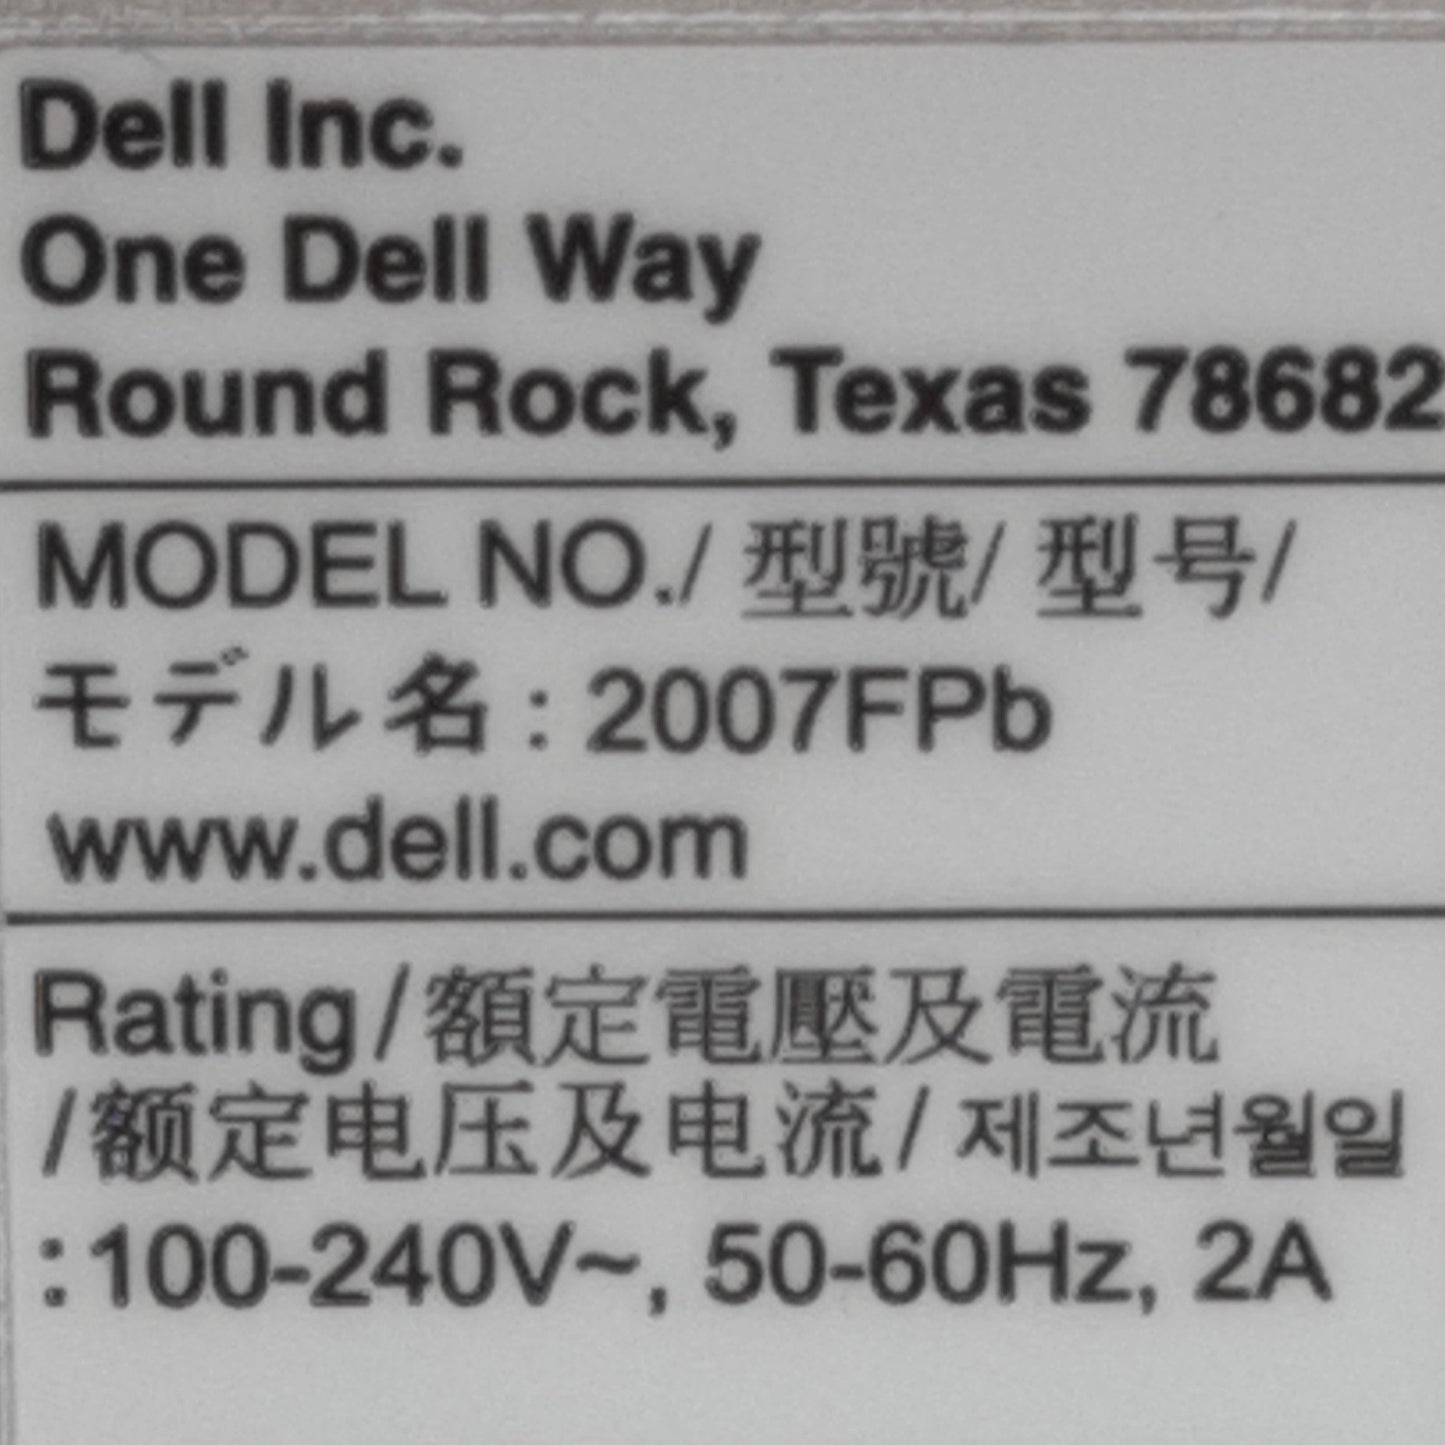 Dell Inc.
One Dell Way
Round Rock, Texas 78682
MODEL NO./ 型號/ 型号/
モデル名 : 2007FPb
www.dell.com
Rating/額定電壓及電流
/额定电压及电流/ 제조년월일
:100-240V~, 50-60Hz, 2A